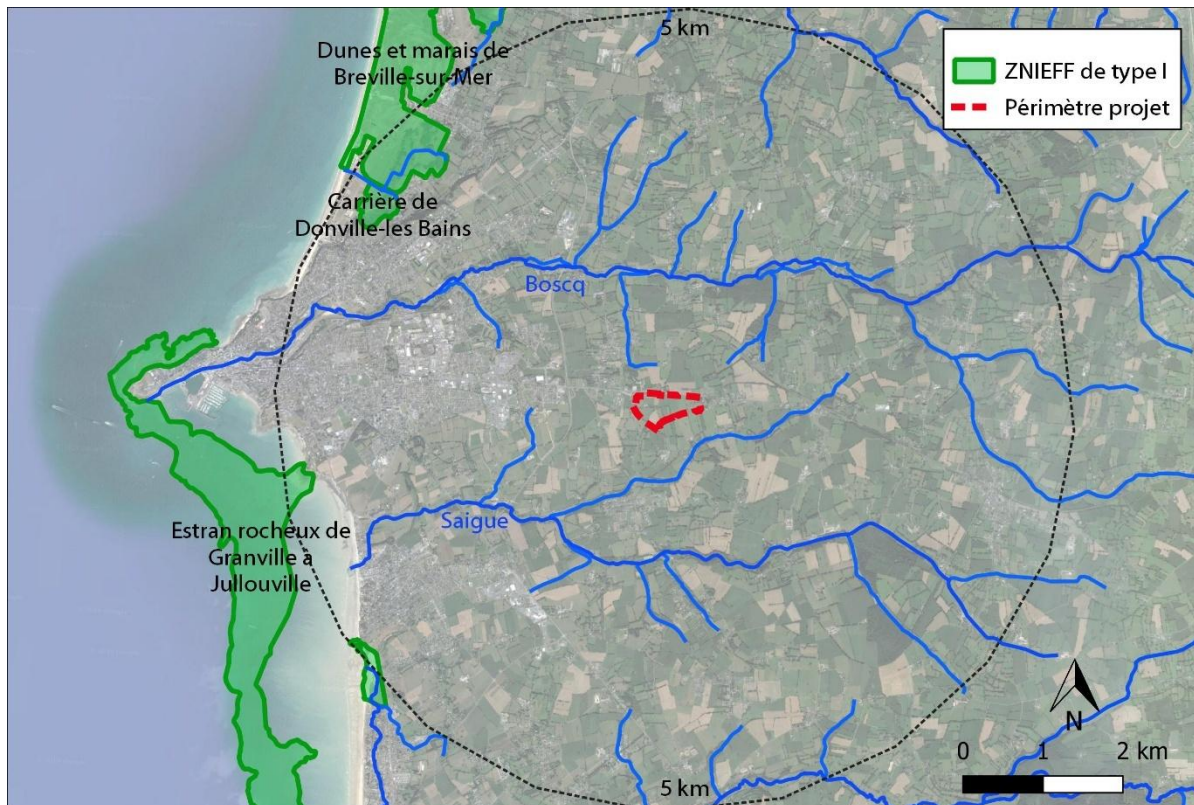 5 km
Dunes et marais de
Breville-sur-Mer
ZNIEFF de type I
Périmètre projet
Carrière de
Donville-les Bains
Boscq
Saigue
Estran rocheux de
Granville a
Jullouville
N
0 1 2 km
5 km